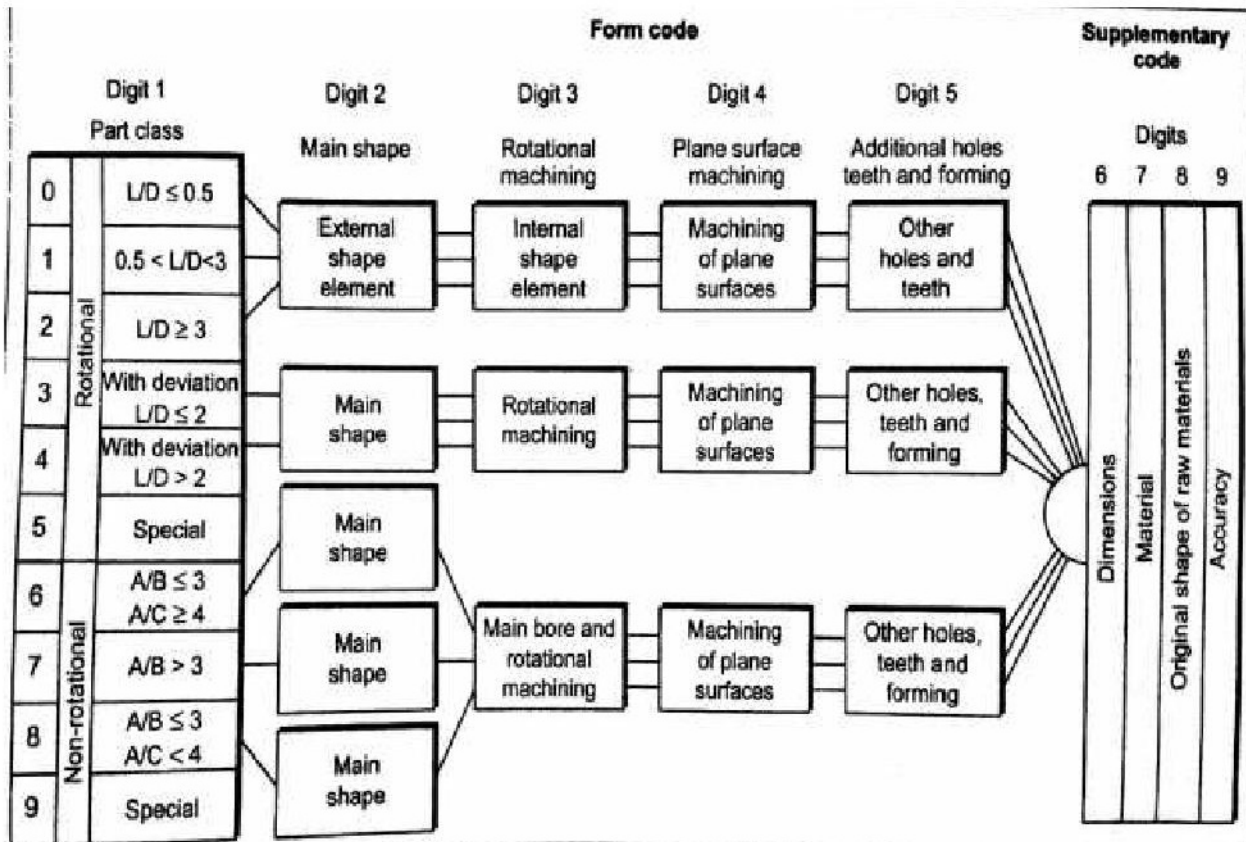 Form code
Supplementary
code
Digit 1
Digit 2
Digit 3
Digit 4
Digit 5
Digits
Part class
Main shape
Rotational
machining
Plane surface
machining
Additional holes
teeth and forming
6 7 8 9
0
L/D ≤ 0.5
1
0.5 < L/D<3
2
L/D ≥ 3
3
With deviation
L/D ≤ 2
4
With deviation
L/D > 2
5
Special
6
A/B ≤ 3
A/C ≥ 4
7
A/B > 3
8
A/B ≤ 3
A/C < 4
9
Special
Rotational
Non-rotational
External
shape
element
Internal
shape
element
Machining
of plane
surfaces
Other
holes and
teeth
Main
shape
Rotational
machining
Machining
of plane
surfaces
Other holes,
teeth and
forming
Main
shape
Main
shape
Main bore and
rotational
machining
Machining
of plane
surfaces
Other holes,
teeth and
forming
Main
shape
Dimensions
Material
Original shape of raw materials
Accuracy